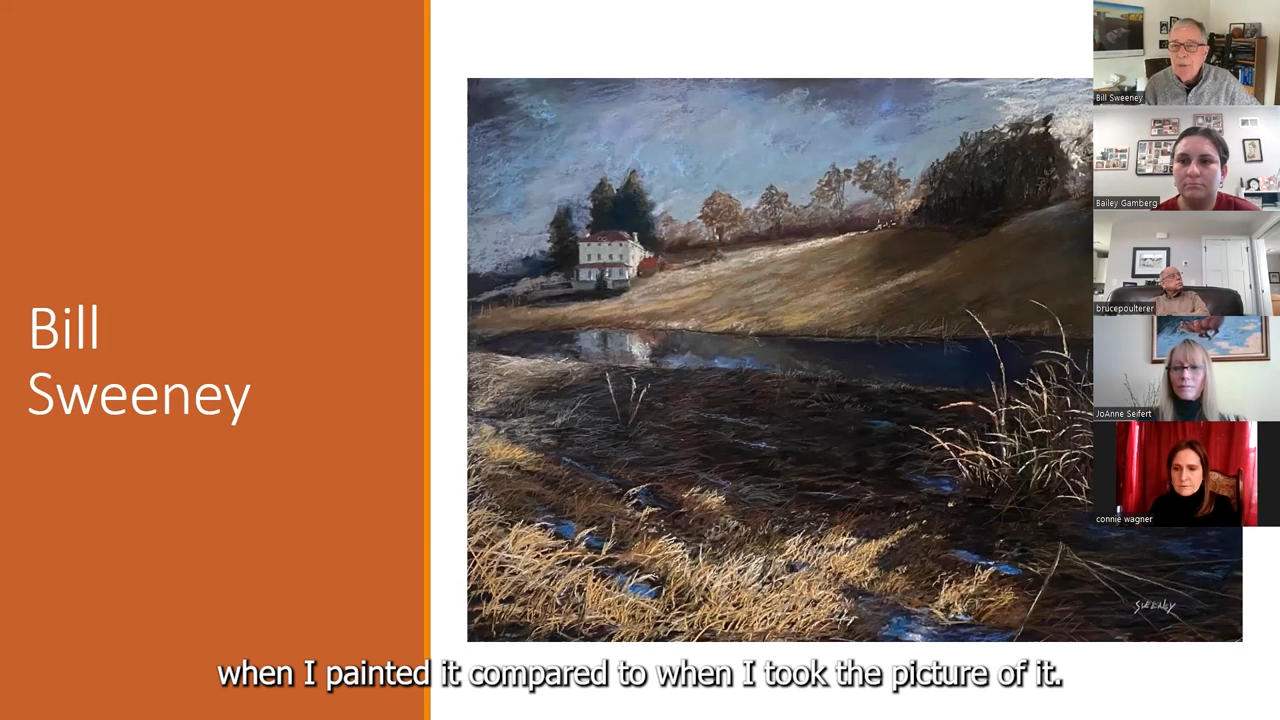 Bill
Sweeney
Bill Sweeney
Bailey Gamberg
brucepoulterer
JoAnne Seifert
connie wagner
SWEENEY
when I painted it compared to when I took the picture of it.